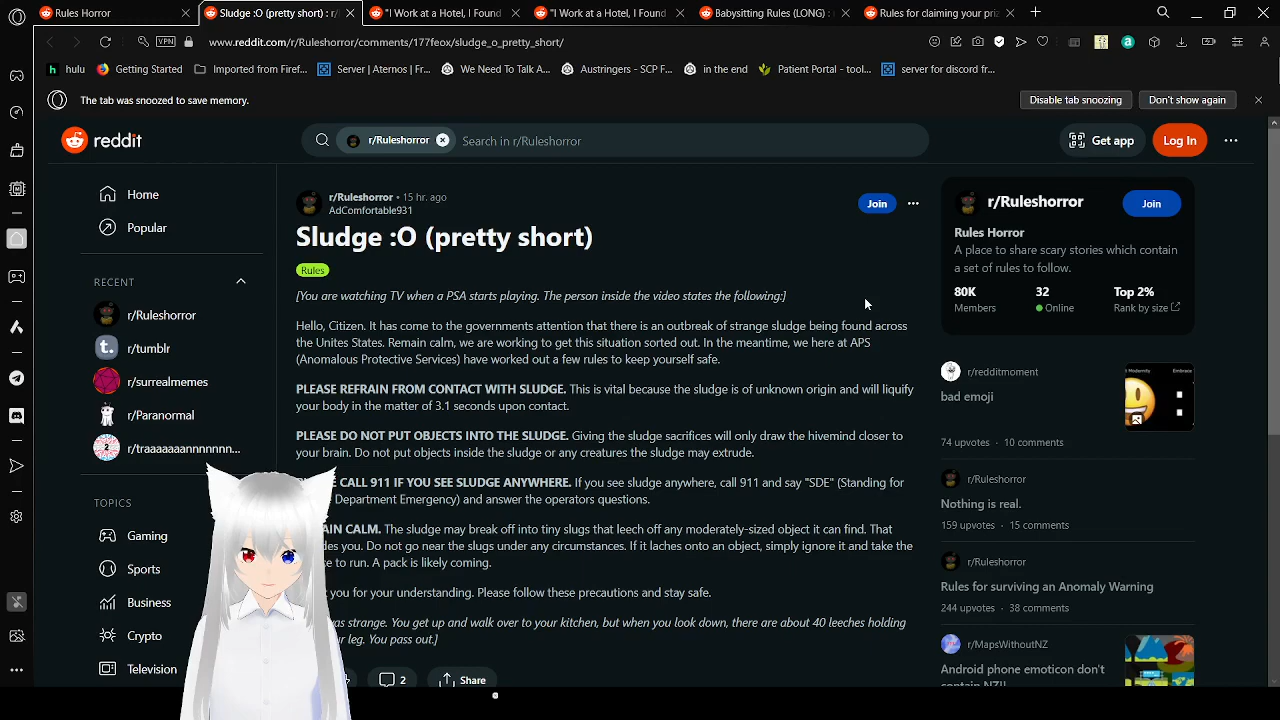 Rules Horror
Sludge :O (pretty short) : r/
"I Work at a Hotel, I Found
"I Work at a Hotel, I Found
Babysitting Rules (LONG) :
Rules for claiming your pri
VPN
www.reddit.com/r/Ruleshorror/comments/177feox/sludge_o_pretty_short/
hulu
Getting Started
Imported from Firef...
Server | Aternos | Fr...
We Need To Talk A...
Austringers - SCP F...
in the end
Patient Portal - tool...
server for discord fr...
The tab was snoozed to save memory.
Disable tab snoozing
Don't show again
reddit
r/Ruleshorror
Search in r/Ruleshorror
Get app
Log In
Home
Popular
RECENT
r/Ruleshorror
r/tumblr
r/surrealmemes
r/Paranormal
r/traaaaaaannnnnnn...
TOPICS
Gaming
Sports
Business
Crypto
Television
r/Ruleshorror • 15 hr. ago
AdComfortable931
Join
Sludge :O (pretty short)
Rules
[You are watching TV when a PSA starts playing. The person inside the video states the following:]
Hello, Citizen. It has come to the governments attention that there is an outbreak of strange sludge being found across
the Unites States. Remain calm, we are working to get this situation sorted out. In the meantime, we here at APS
(Anomalous Protective Services) have worked out a few rules to keep yourself safe.
PLEASE REFRAIN FROM CONTACT WITH SLUDGE. This is vital because the sludge is of unknown origin and will liquify
your body in the matter of 3.1 seconds upon contact.
PLEASE DO NOT PUT OBJECTS INTO THE SLUDGE. Giving the sludge sacrifices will only draw the hivemind closer to
your brain. Do not put objects inside the sludge or any creatures the sludge may extrude.
CALL 911 IF YOU SEE SLUDGE ANYWHERE. If you see sludge anywhere, call 911 and say "SDE" (Standing for
Department Emergency) and answer the operators questions.
AIN CALM. The sludge may break off into tiny slugs that leech off any moderately-sized object it can find. That
des you. Do not go near the slugs under any circumstances. If it laches onto an object, simply ignore it and take the
e to run. A pack is likely coming.
you for your understanding. Please follow these precautions and stay safe.
as strange. You get up and walk over to your kitchen, but when you look down, there are about 40 leeches holding
ur leg. You pass out.]
2
Share
r/Ruleshorror
Join
Rules Horror
A place to share scary stories which contain
a set of rules to follow.
80K
32
Top 2%
Members
Online
Rank by size
r/redditmoment
bad emoji
74 upvotes · 10 comments
r/Ruleshorror
Nothing is real.
159 upvotes · 15 comments
r/Ruleshorror
Rules for surviving an Anomaly Warning
244 upvotes · 38 comments
r/MapsWithoutNZ
Android phone emoticon don't
contain NZ!!